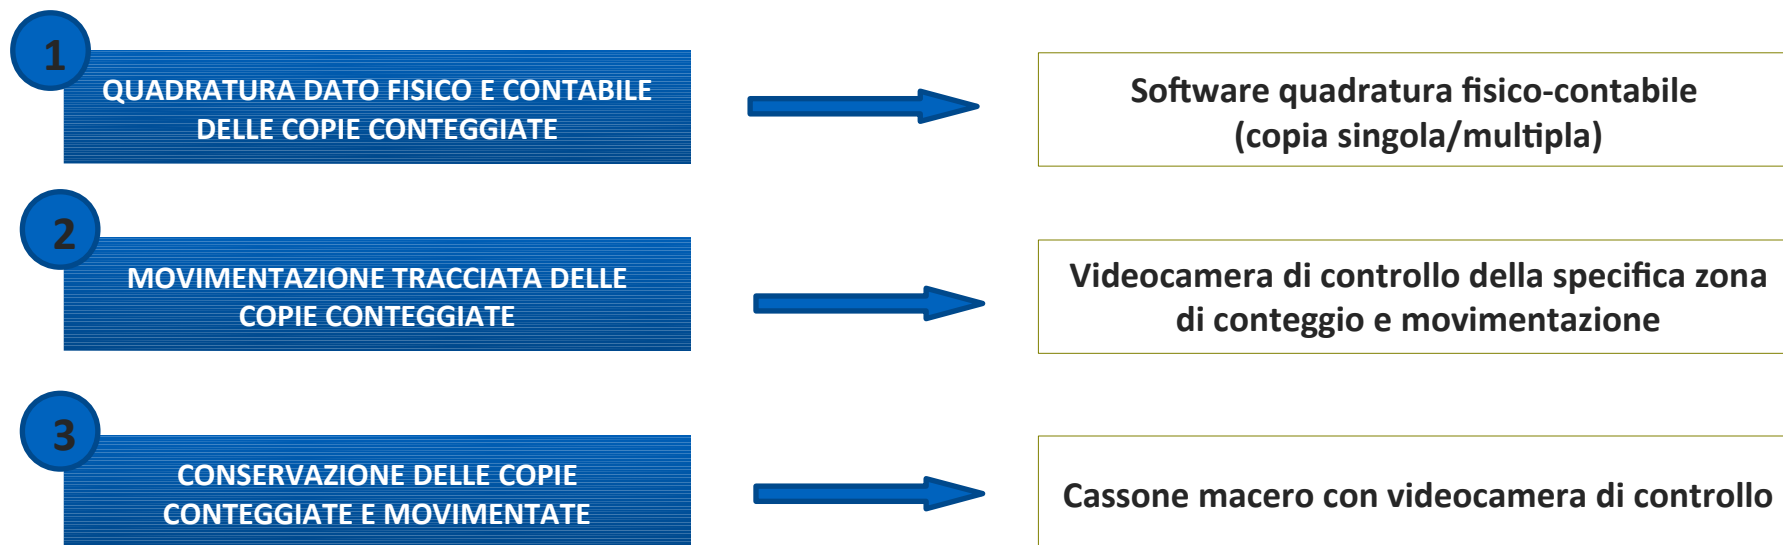 1
QUADRATURA DATO FISICO E CONTABILE
DELLE COPIE CONTEGGIATE
Software quadratura fisico-contabile
(copia singola/multipla)
2
MOVIMENTAZIONE TRACCIATA DELLE
COPIE CONTEGGIATE
Videocamera di controllo della specifica zona
di conteggio e movimentazione
3
CONSERVAZIONE DELLE COPIE
CONTEGGIATE E MOVIMENTATE
Cassone macero con videocamera di controllo